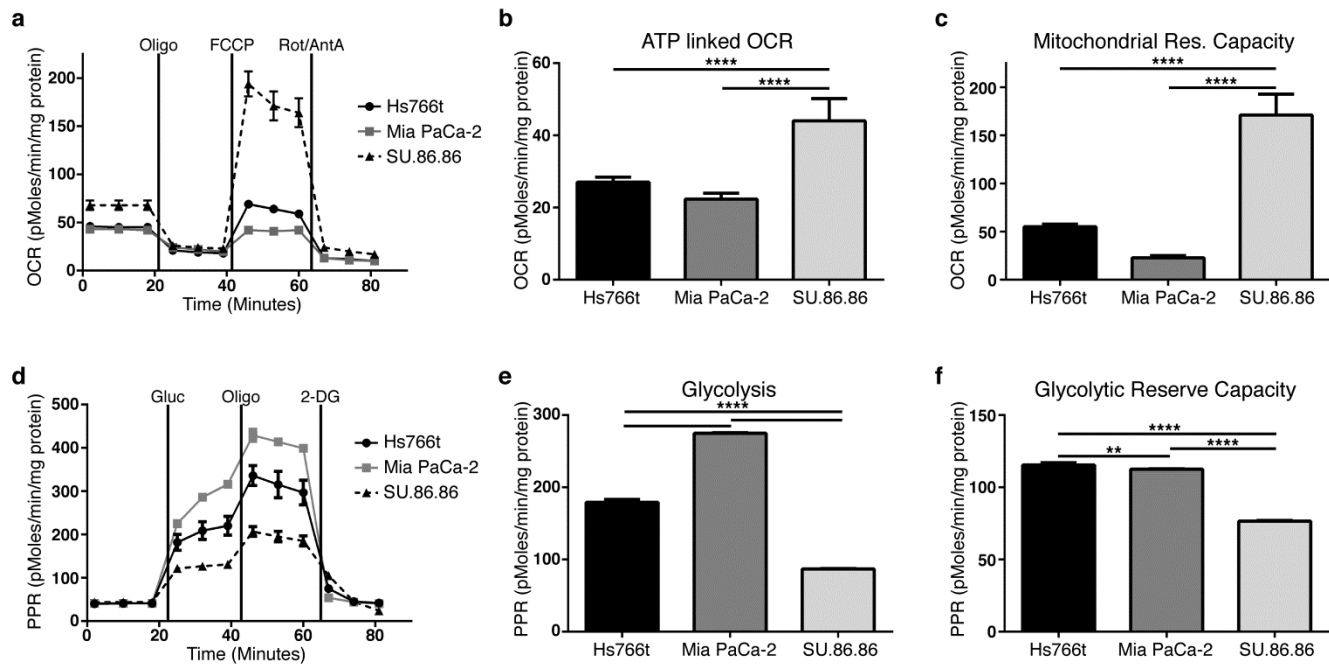 a
Oligo FCCP Rot/AntA
OCR (pMoles/min/mg protein)
200
150
100
50
0
0 20 40 60 80
Time (Minutes)
Hs766t
Mia PaCa-2
SU.86.86
b
ATP linked OCR
OCR (pMoles/min/mg protein)
60
40
20
0
****
****
Hs766t Mia PaCa-2 SU.86.86
c
Mitochondrial Res. Capacity
OCR (pMoles/min/mg protein)
200
150
100
50
0
****
****
Hs766t Mia PaCa-2 SU.86.86
d
Gluc Oligo 2-DG
PPR (pMoles/min/mg protein)
500
400
300
200
100
0
0 20 40 60 80
Time (Minutes)
Hs766t
Mia PaCa-2
SU.86.86
e
Glycolysis
PPR (pMoles/min/mg protein)
300
200
100
0
****
Hs766t Mia PaCa-2 SU.86.86
f
Glycolytic Reserve Capacity
PPR (pMoles/min/mg protein)
150
100
50
0
****
** ****
Hs766t Mia PaCa-2 SU.86.86